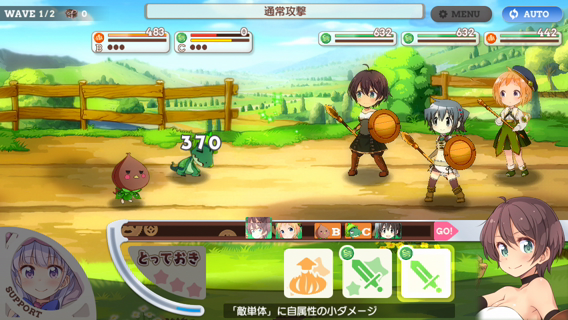 WAVE 1/2
0
通常攻撃
MENU
AUTO
483
B
0
C
632
632
442
370
B
C
GO!
とっておき
SUPPORT
「敵単体」に自属性の小ダメージ